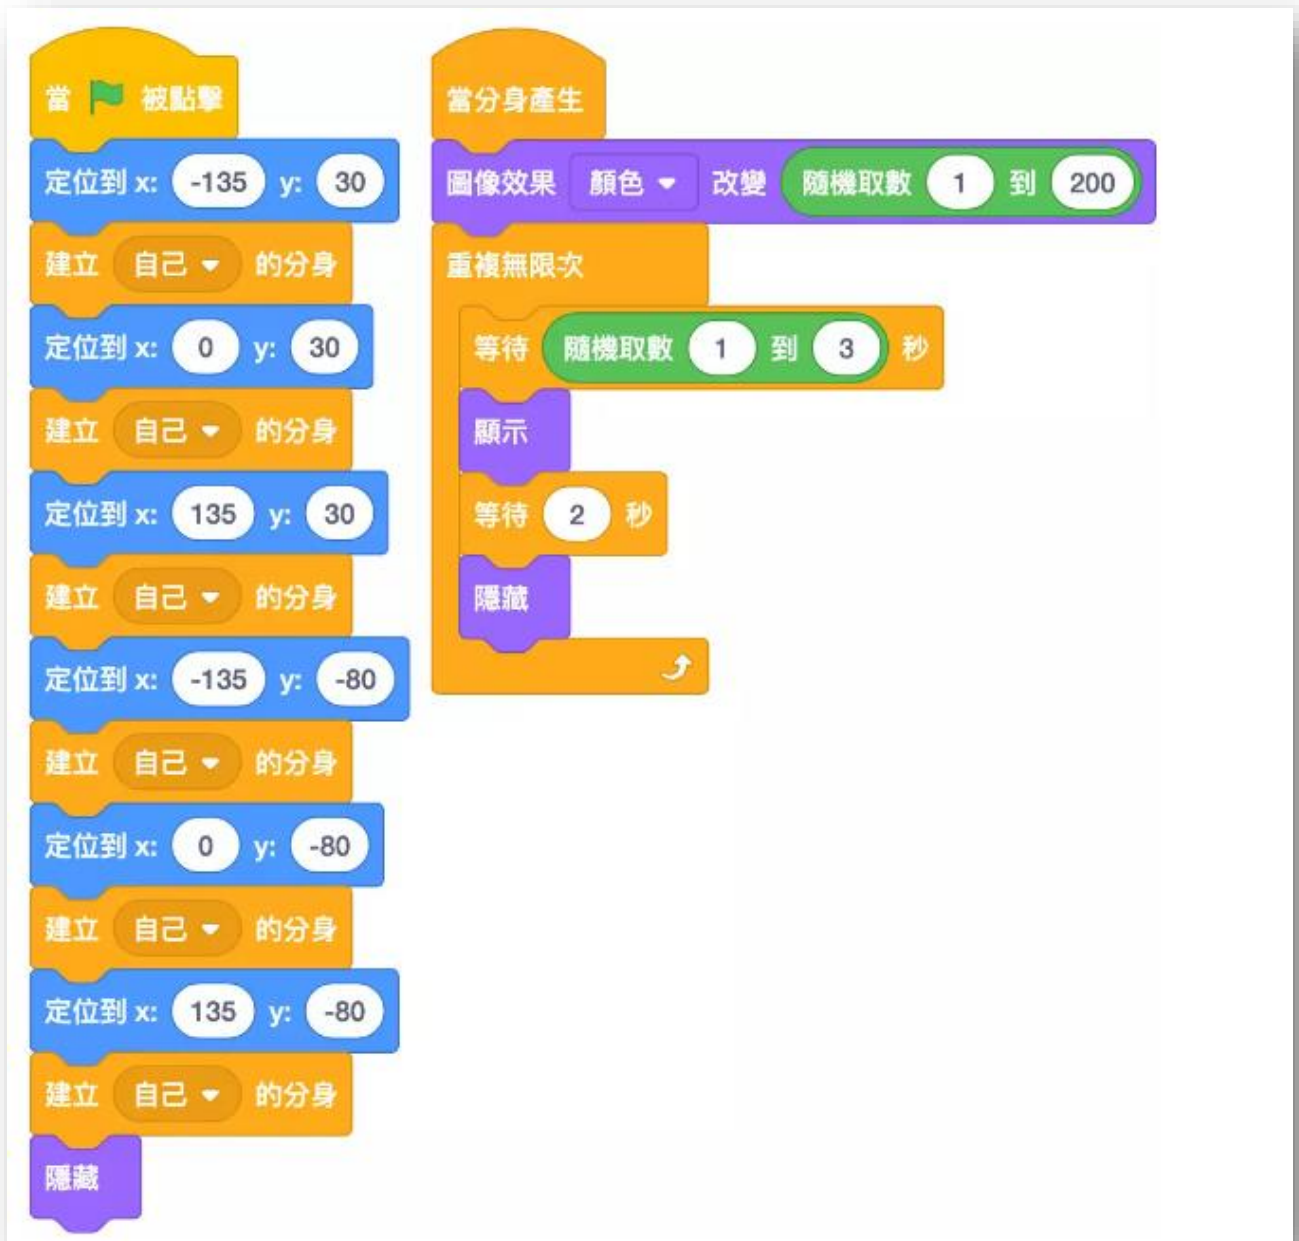 當 被點擊
定位到 x: -135 y: 30
建立 自己 的分身
定位到 x: 0 y: 30
建立 自己 的分身
定位到 x: 135 y: 30
建立 自己 的分身
定位到 x: -135 y: -80
建立 自己 的分身
定位到 x: 0 y: -80
建立 自己 的分身
定位到 x: 135 y: -80
建立 自己 的分身
隱藏
當分身產生
圖像效果 顏色 改變 隨機取數 1 到 200
重複無限次
等待 隨機取數 1 到 3 秒
顯示
等待 2 秒
隱藏